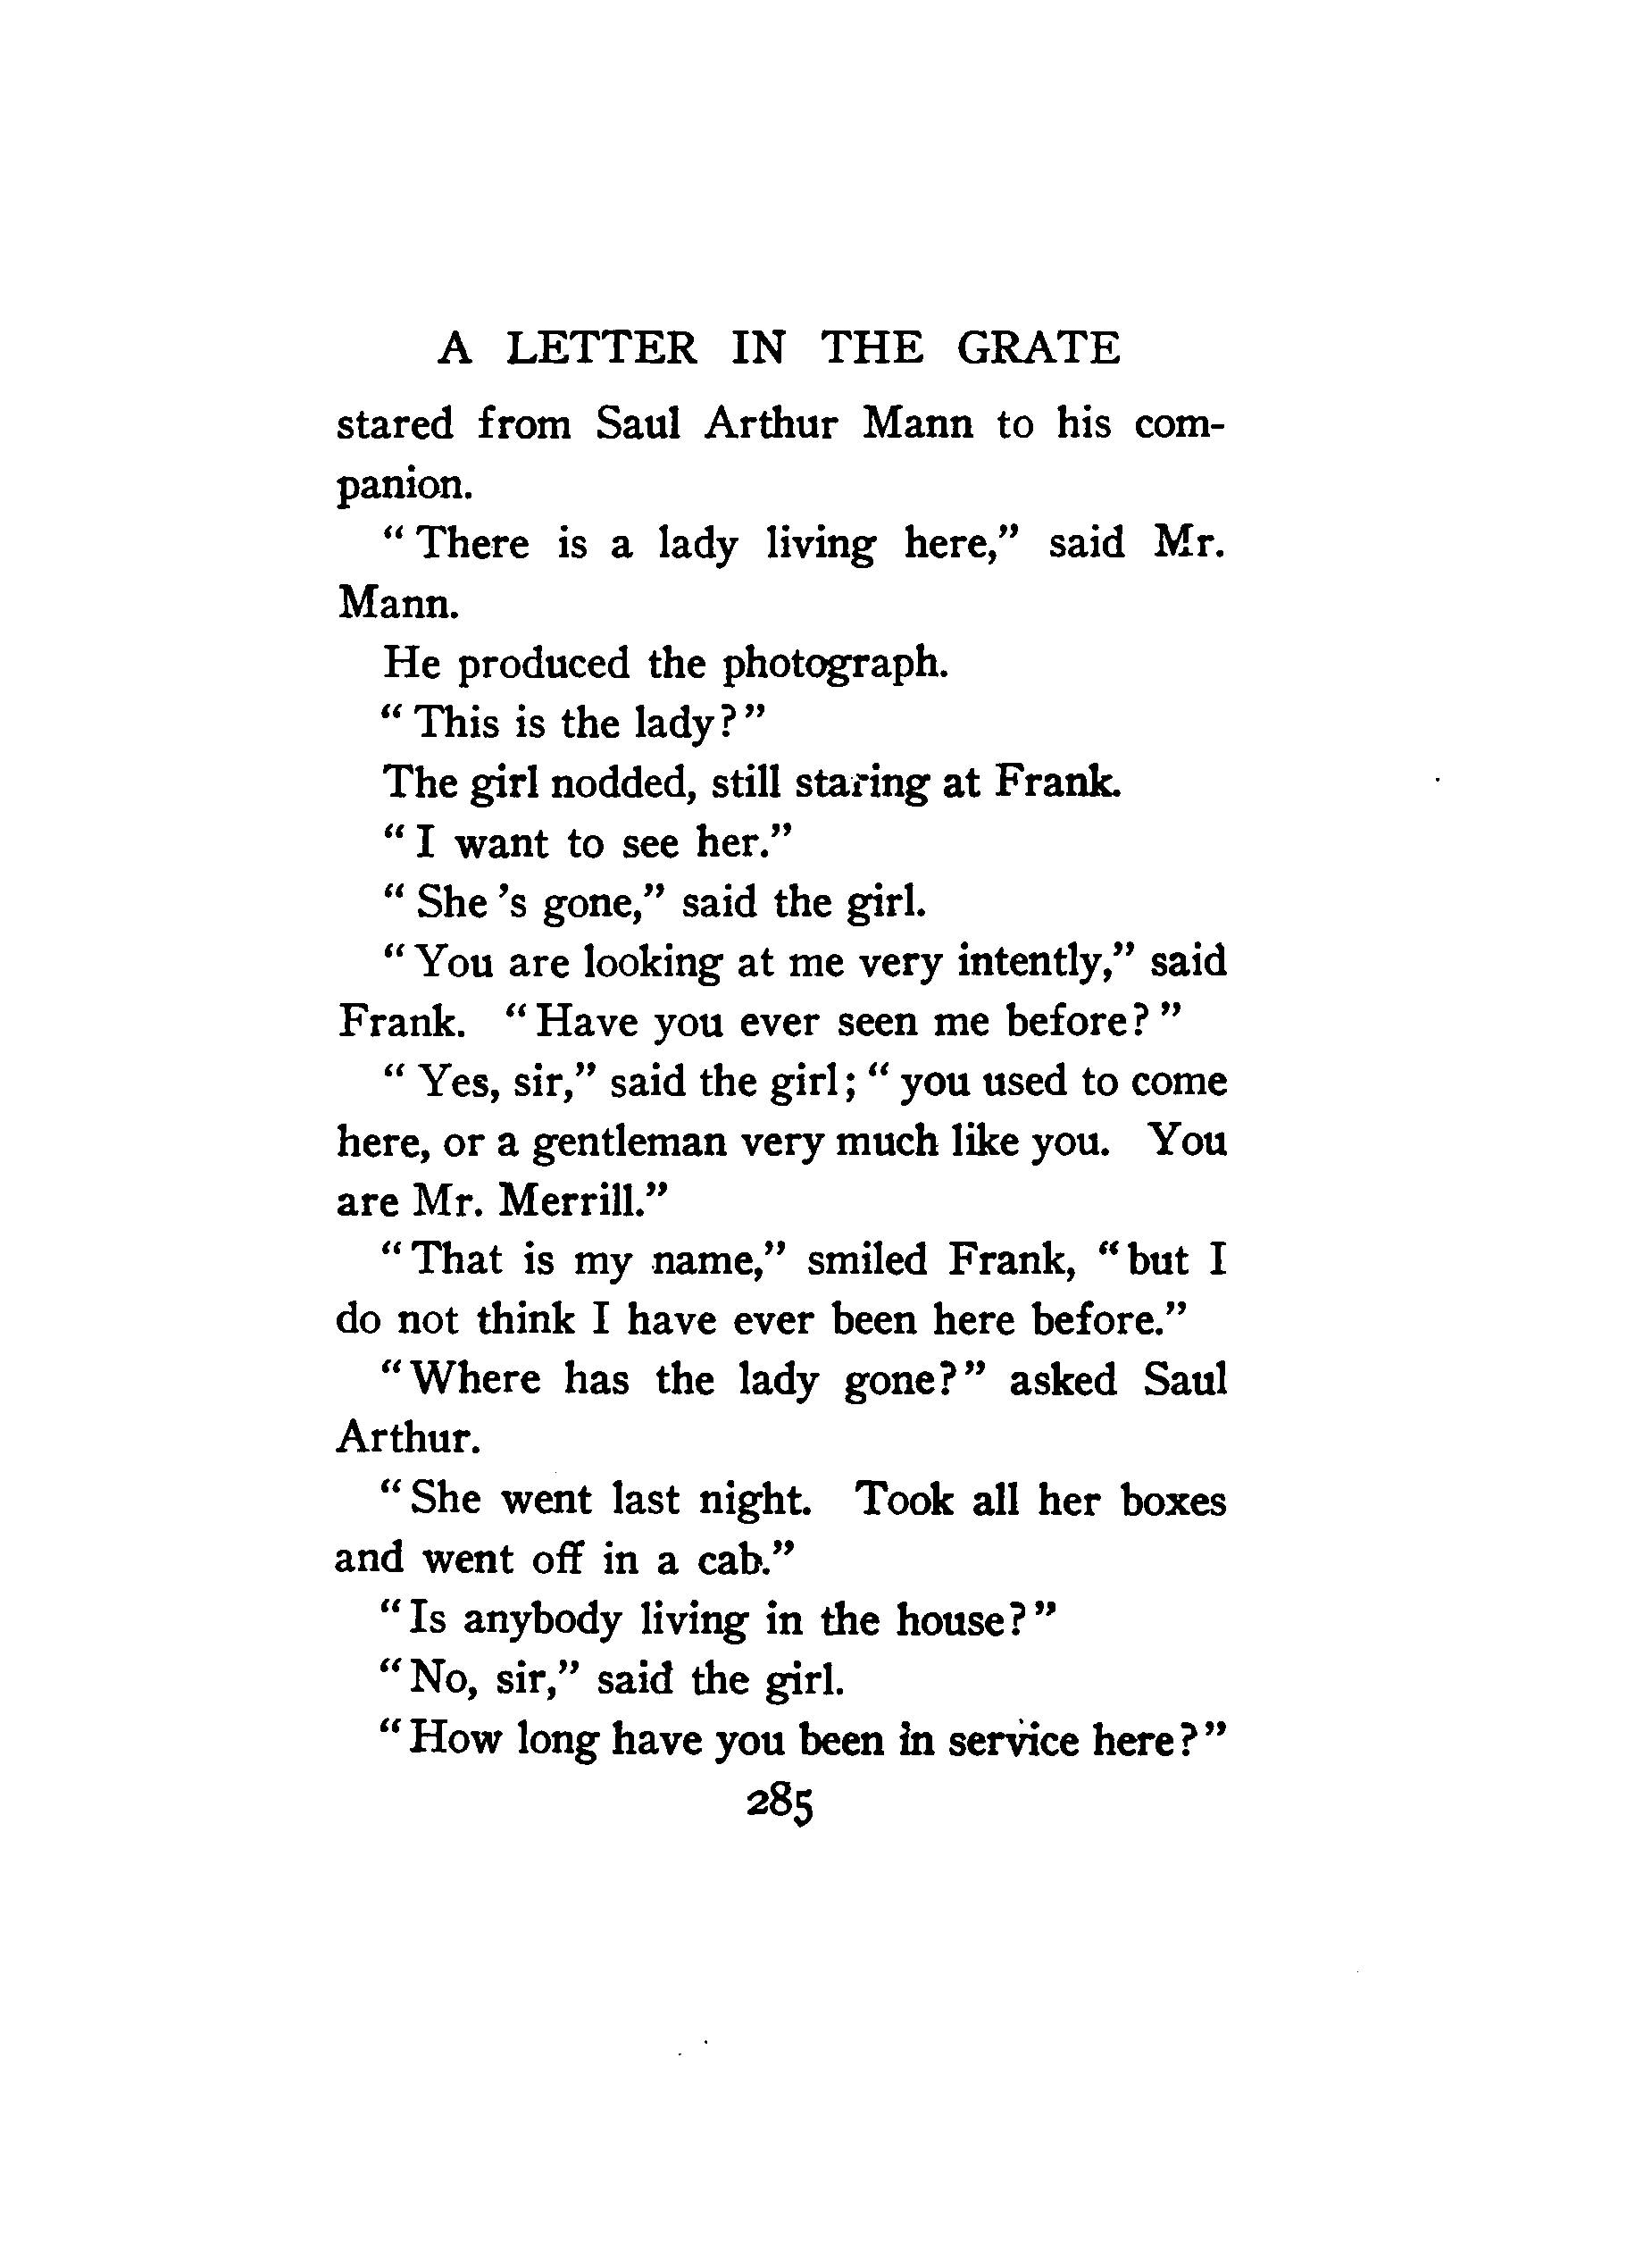 A LETTER IN THE GRATE
stared from Saul Arthur Mann to his com-
panion.
“ There is a lady living here,” said Mr.
Mann.
He produced the photograph.
“ This is the lady? ”
The girl nodded, still staring at Frank.
“ I want to see her.”
“ She 's gone,” said the girl.
“ You are looking at me very intently,” said
Frank. “ Have you ever seen me before? ”
“ Yes, sir,” said the girl; “ you used to come
here, or a gentleman very much like you. You
are Mr. Merrill.”
“ That is my name,” smiled Frank, “ but I
do not think I have ever been here before.”
“ Where has the lady gone? ” asked Saul
Arthur.
“ She went last night. Took all her boxes
and went off in a cab.”
“ Is anybody living in the house? ”
“ No, sir,” said the girl.
“ How long have you been in service here? ”
285